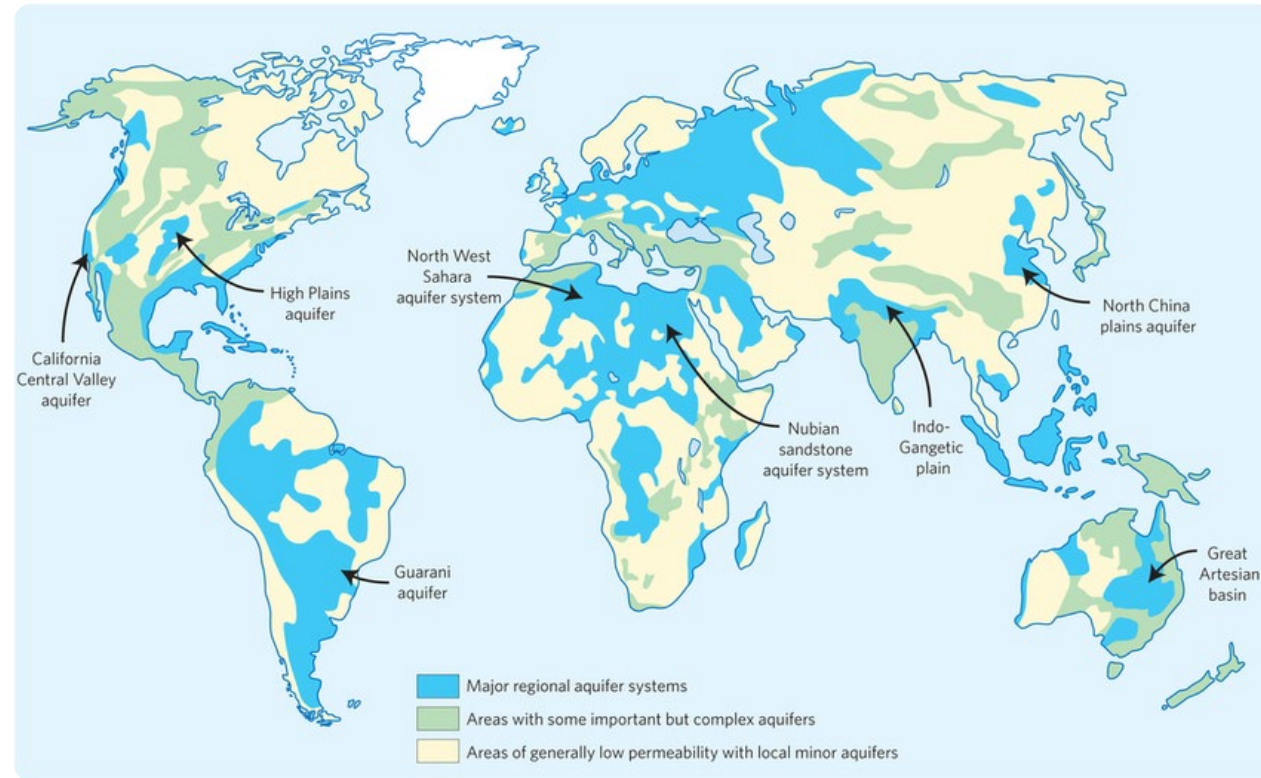 North West
Sahara
aquifer system
High Plains
aquifer
North China
plains aquifer
California
Central Valley
aquifer
Nubian
sandstone
aquifer system
Indo-
Gangetic
plain
Guarani
aquifer
Great
Artesian
basin
Major regional aquifer systems
Areas with some important but complex aquifers
Areas of generally low permeability with local minor aquifers